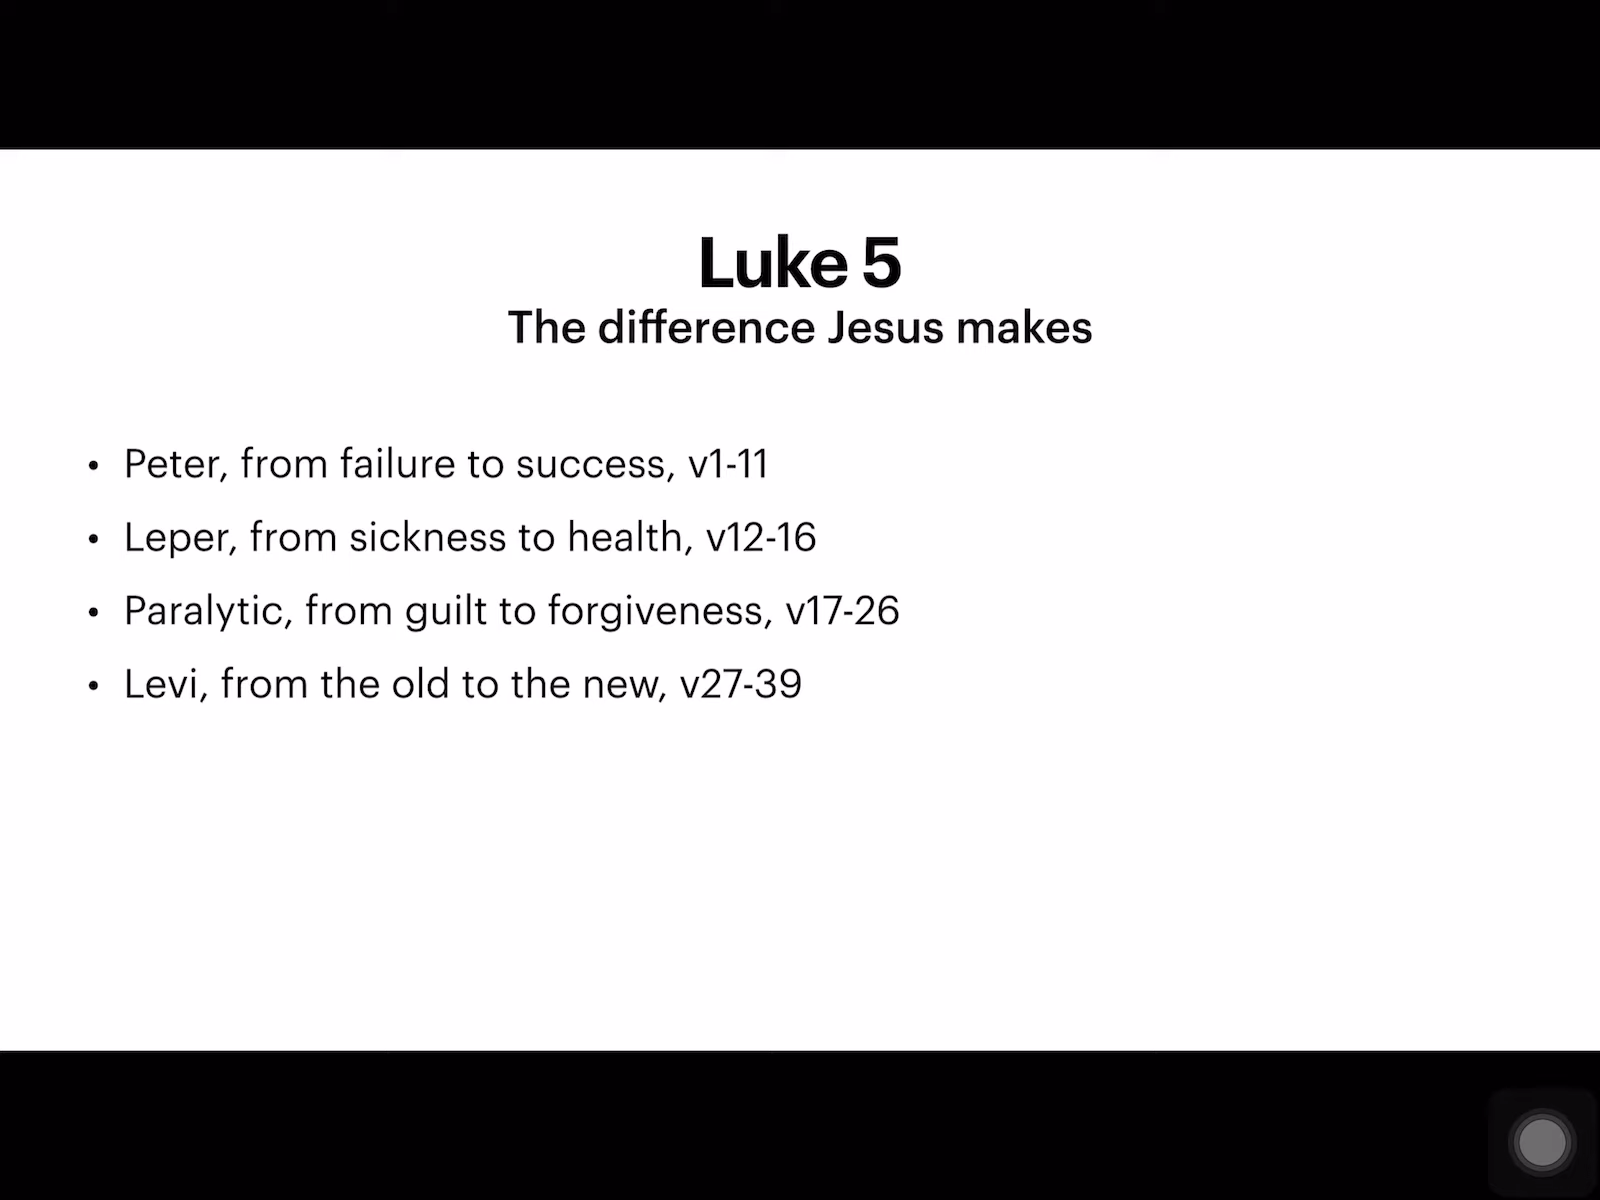 Luke 5
The difference Jesus makes
• Peter, from failure to success, v1-11
• Leper, from sickness to health, v12-16
• Paralytic, from guilt to forgiveness, v17-26
• Levi, from the old to the new, v27-39